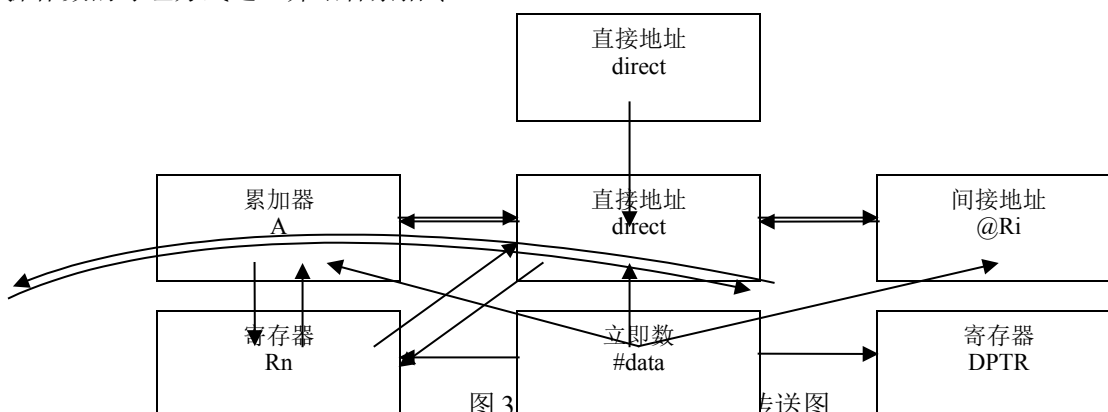 直接地址
direct
累加器
A
直接地址
direct
间接地址
@Ri
寄存器
Rn
立即数
#data
寄存器
DPTR
图 3
传送图